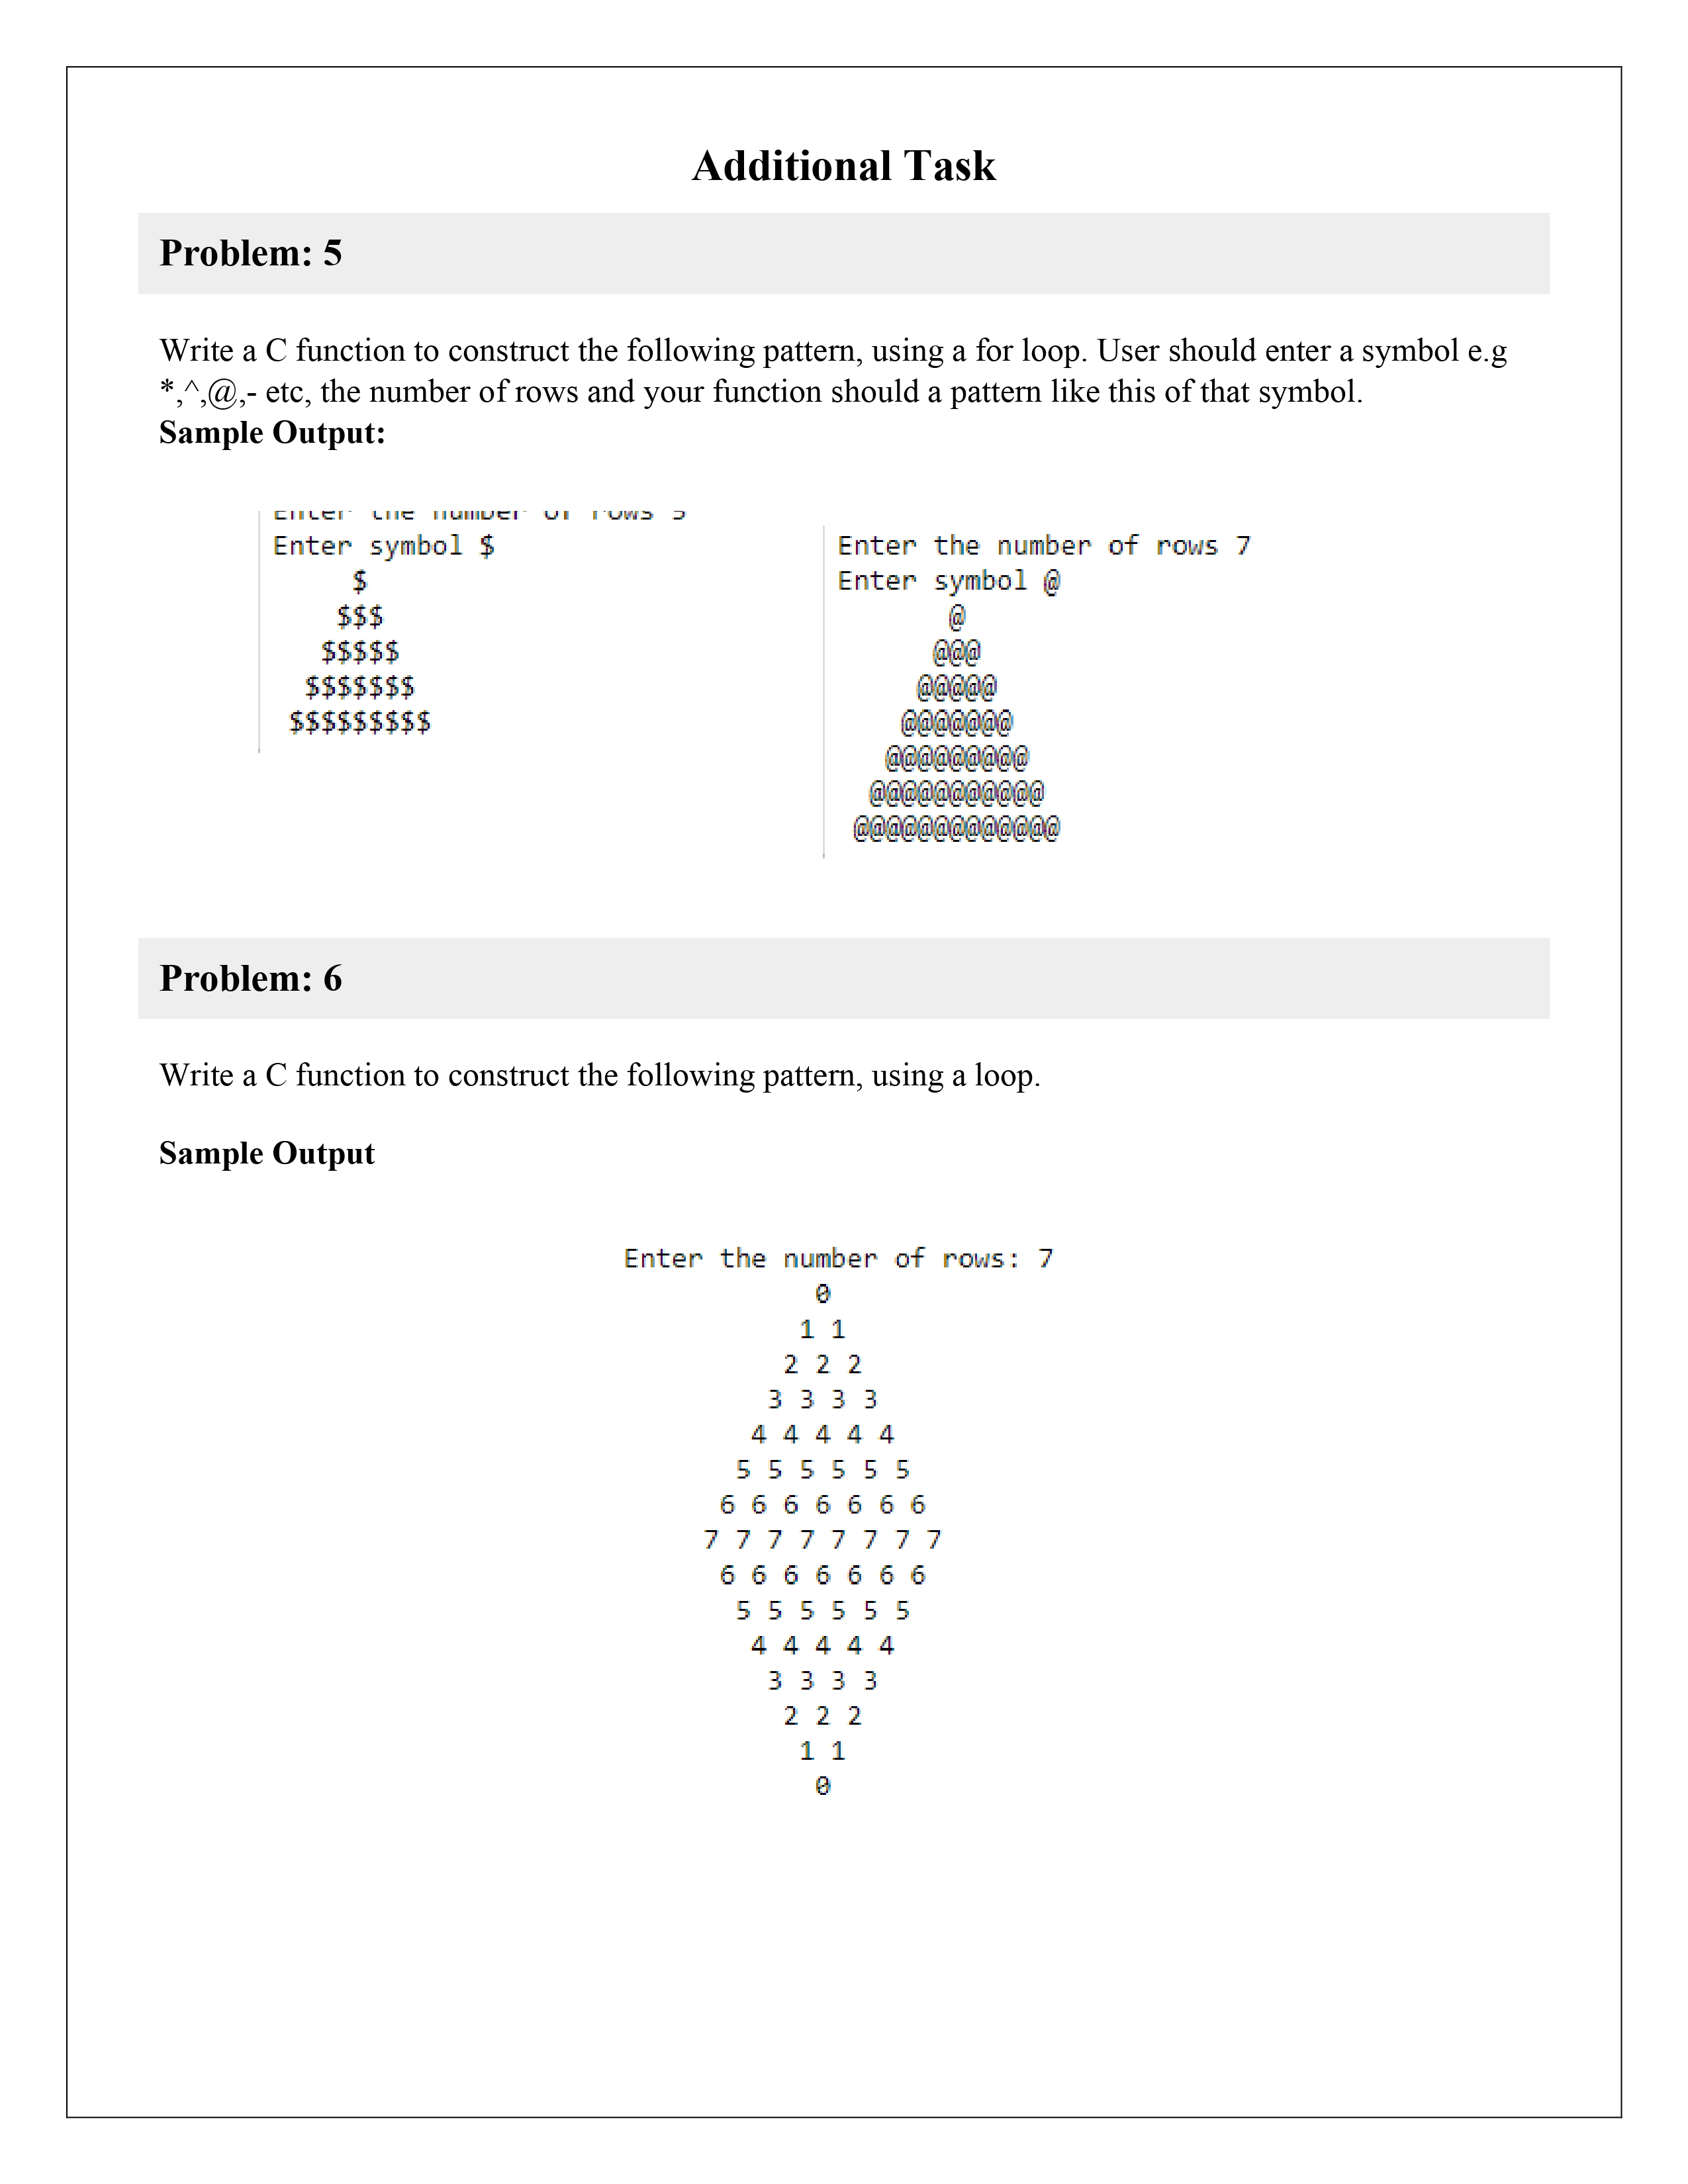 Additional Task
Problem: 5
Write a C function to construct the following pattern, using a for loop. User should enter a symbol e.g
*,^,@,- etc, the number of rows and your function should a pattern like this of that symbol.
Sample Output:
Enter the number of rows 5
Enter symbol $
$
$$$
$$$$$
$$$$$$$
$$$$$$$$$
Enter the number of rows 7
Enter symbol @
@
@@@
@@@@@
@@@@@@@
@@@@@@@@@
@@@@@@@@@@@
@@@@@@@@@@@@@
Problem: 6
Write a C function to construct the following pattern, using a loop.
Sample Output
Enter the number of rows: 7
0
1 1
2 2 2
3 3 3 3
4 4 4 4 4
5 5 5 5 5 5
6 6 6 6 6 6 6
7 7 7 7 7 7 7 7
6 6 6 6 6 6 6
5 5 5 5 5 5
4 4 4 4 4
3 3 3 3
2 2 2
1 1
0